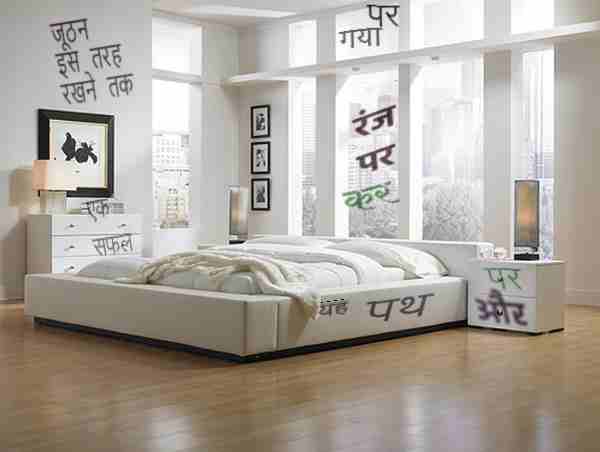 जूठन
इस तरह
रखने तक
पर
गया
रंज
पर
कर
एक
सफल
यह पथ
पर
और